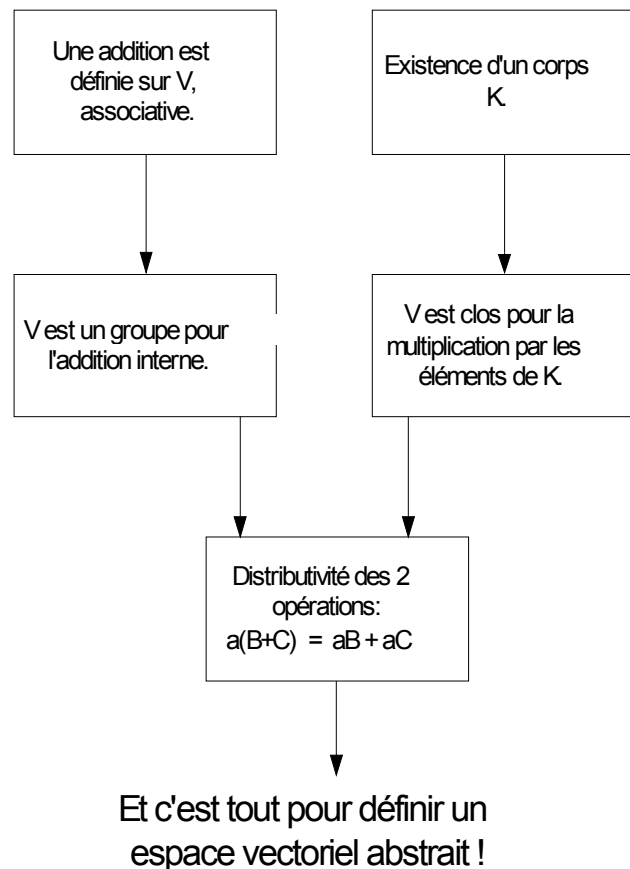 Une addition est
définie sur V,
associative.
Existence d'un corps
K.
V est un groupe pour
l'addition interne.
V est clos pour la
multiplication par les
éléments de K.
Distributivité des 2
opérations:
a(B+C) = aB + aC
Et c'est tout pour définir un
espace vectoriel abstrait !